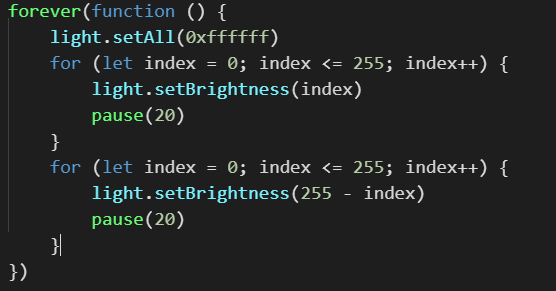 forever(function () {
    light.setAll(0xffffff)
    for (let index = 0; index <= 255; index++) {
        light.setBrightness(index)
        pause(20)
    }
    for (let index = 0; index <= 255; index++) {
        light.setBrightness(255 - index)
        pause(20)
    }
})